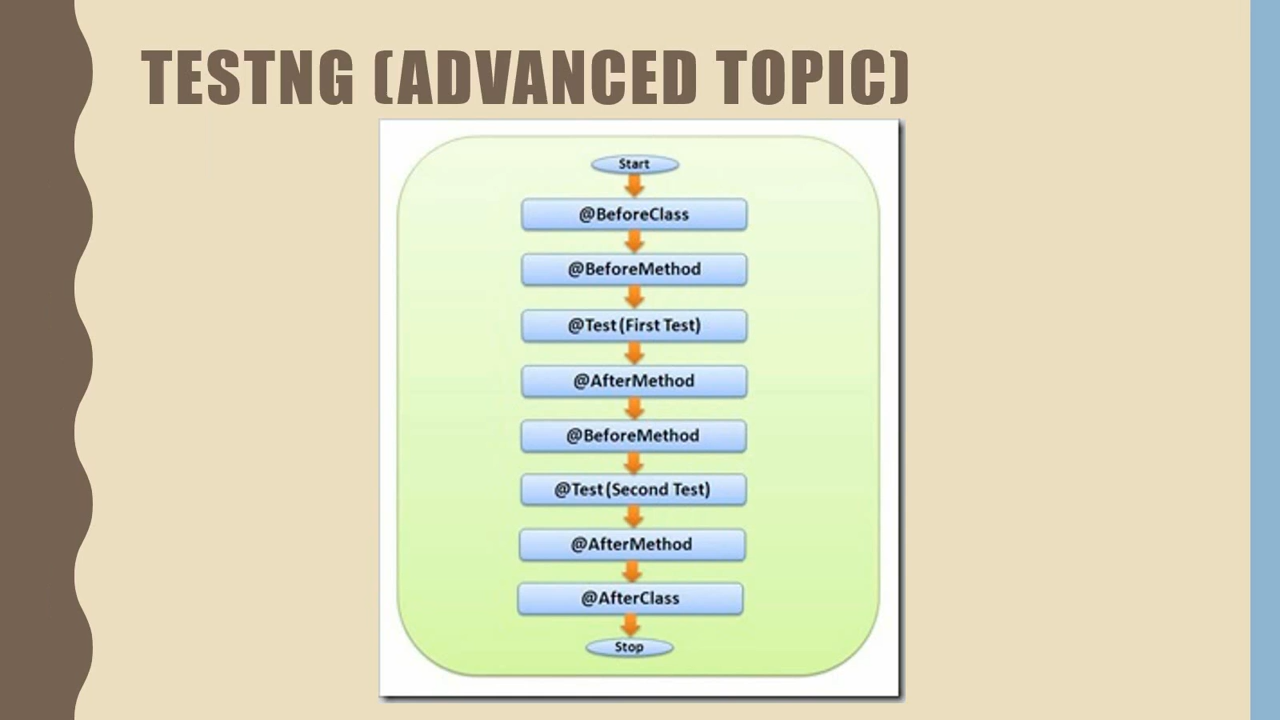 TESTNG (ADVANCED TOPIC)
Start
@BeforeClass
@BeforeMethod
@Test(First Test)
@AfterMethod
@BeforeMethod
@Test(Second Test)
@AfterMethod
@AfterClass
Stop